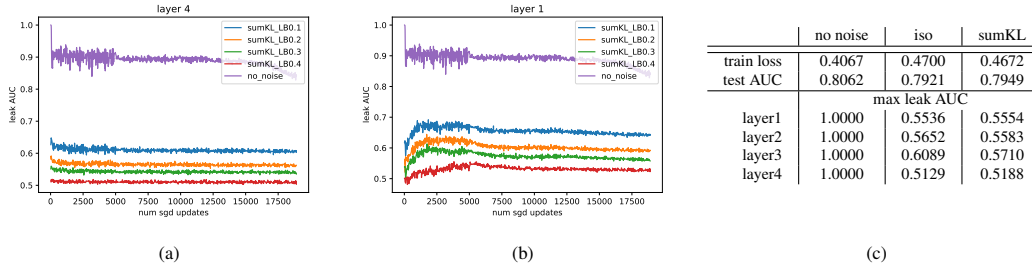 layer 4
leak AUC
1.0
0.9
0.8
0.7
0.6
0.5
sumKL_LB0.1
sumKL_LB0.2
sumKL_LB0.3
sumKL_LB0.4
no_noise
0 2500 5000 7500 10000 12500 15000 17500
num sgd updates
(a)
layer 1
leak AUC
1.0
0.9
0.8
0.7
0.6
0.5
sumKL_LB0.1
sumKL_LB0.2
sumKL_LB0.3
sumKL_LB0.4
no_noise
0 2500 5000 7500 10000 12500 15000 17500
num sgd updates
(b)
no noise iso sumKL
train loss 0.4067 0.4700 0.4672
test AUC 0.8062 0.7921 0.7949
max leak AUC
layer1 1.0000 0.5536 0.5554
layer2 1.0000 0.5652 0.5583
layer3 1.0000 0.6089 0.5710
layer4 1.0000 0.5129 0.5188
(c)